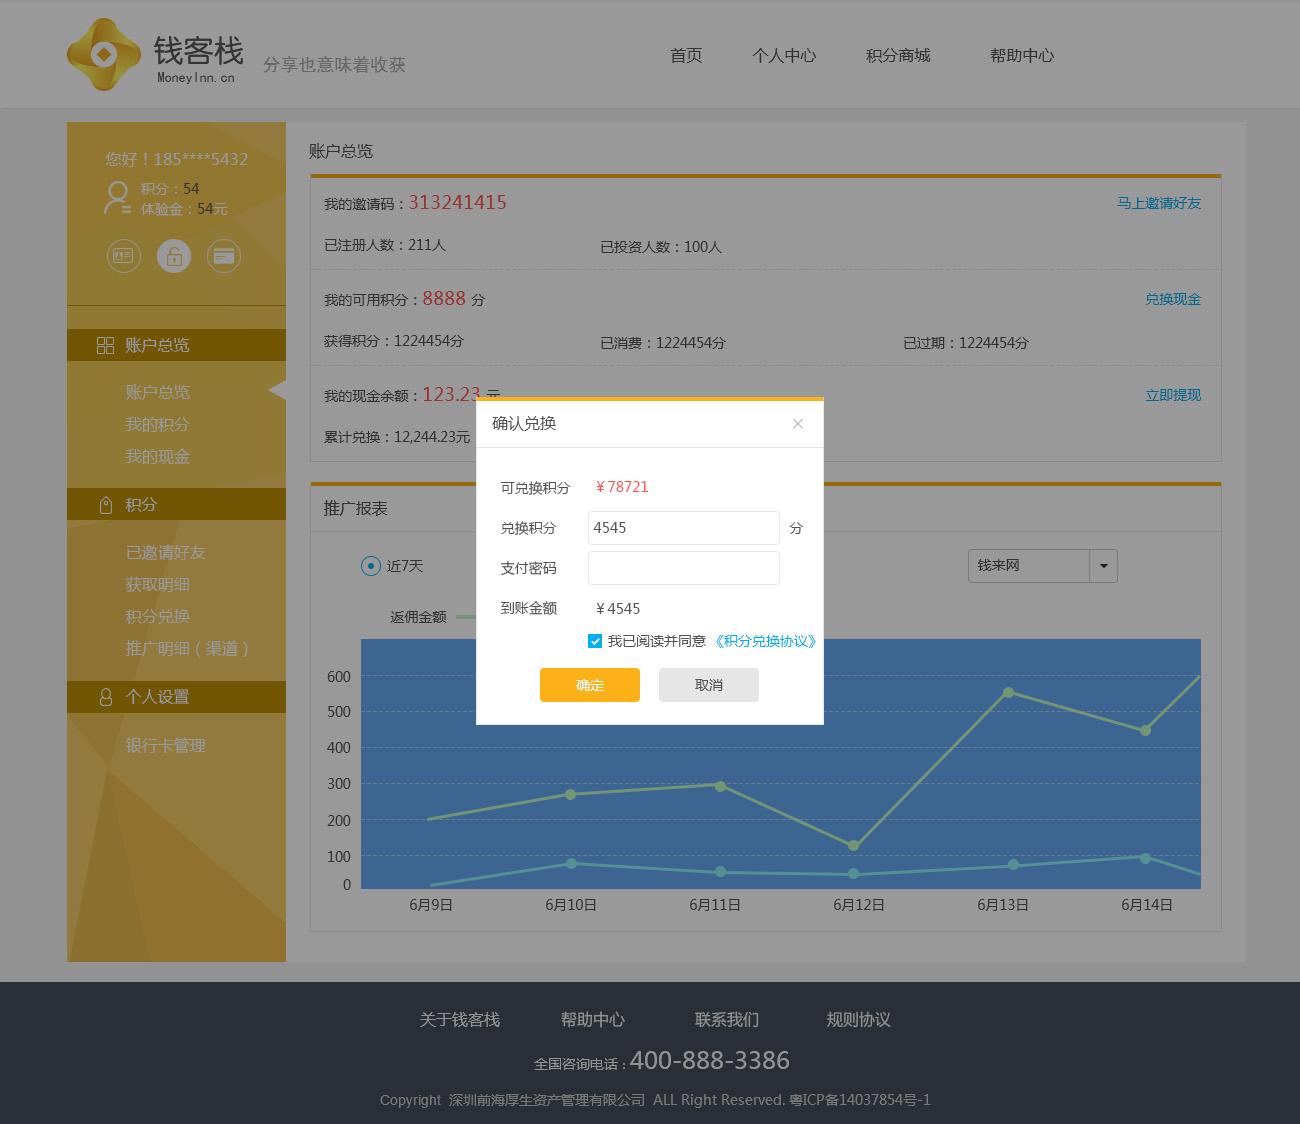 钱客栈
MoneyInn.cn
分享也意味着收获
首页 个人中心 积分商城 帮助中心
您好！185****5432
积分：54
体验金：54元
账户总览
账户总览
我的积分
我的现金
积分
已邀请好友
获取明细
积分兑换
推广明细（渠道）
个人设置
银行卡管理
账户总览
我的邀请码：313241415 马上邀请好友
已注册人数：211人 已投资人数：100人
我的可用积分：8888 分 兑换现金
获得积分：1224454分 已消费：1224454分 已过期：1224454分
我的现金余额：123.23 元 立即提现
累计兑换：12,244.23元
确认兑换 ×
可兑换积分 ￥78721
兑换积分 4545 分
支付密码
到账金额 ￥4545
我已阅读并同意 《积分兑换协议》
确定 取消
推广报表
近7天 钱来网
返佣金额
600
500
400
300
200
100
0
6月9日 6月10日 6月11日 6月12日 6月13日 6月14日
关于钱客栈 帮助中心 联系我们 规则协议
全国咨询电话：400-888-3386
Copyright 深圳前海厚生资产管理有限公司 ALL Right Reserved. 粤ICP备14037854号-1